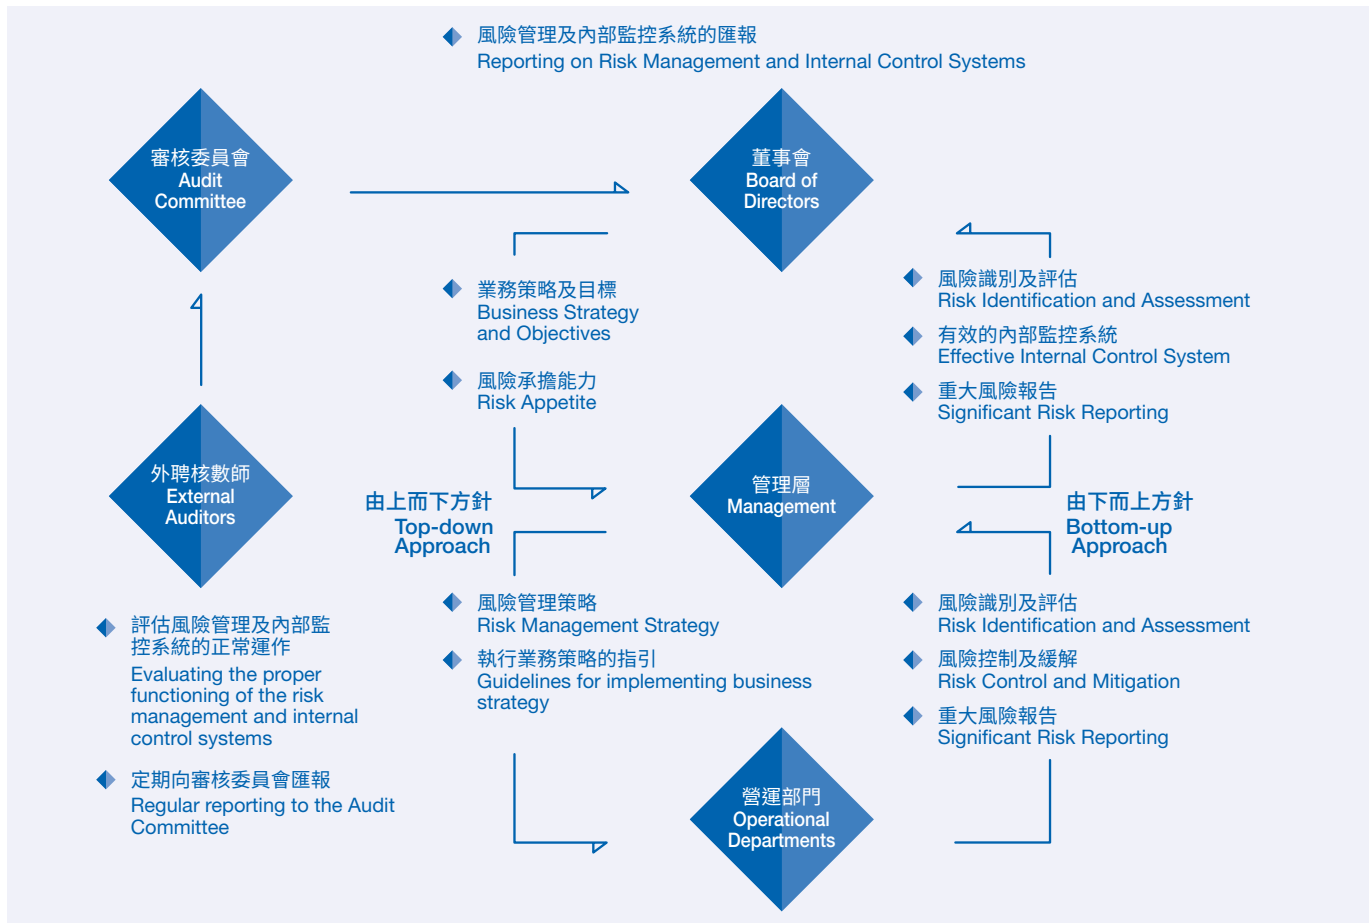 風險管理及內部監控系統的匯報
Reporting on Risk Management and Internal Control Systems
審核委員會
Audit
Committee
董事會
Board of
Directors
業務策略及目標
Business Strategy
and Objectives
風險承擔能力
Risk Appetite
風險識別及評估
Risk Identification and Assessment
有效的內部監控系統
Effective Internal Control System
重大風險報告
Significant Risk Reporting
外聘核數師
External
Auditors
由上而下方針
Top-down
Approach
管理層
Management
由下而上方針
Bottom-up
Approach
評估風險管理及內部監
控系統的正常運作
Evaluating the proper
functioning of the risk
management and internal
control systems
定期向審核委員會匯報
Regular reporting to the Audit
Committee
風險管理策略
Risk Management Strategy
執行業務策略的指引
Guidelines for implementing business
strategy
風險識別及評估
Risk Identification and Assessment
風險控制及緩解
Risk Control and Mitigation
重大風險報告
Significant Risk Reporting
營運部門
Operational
Departments